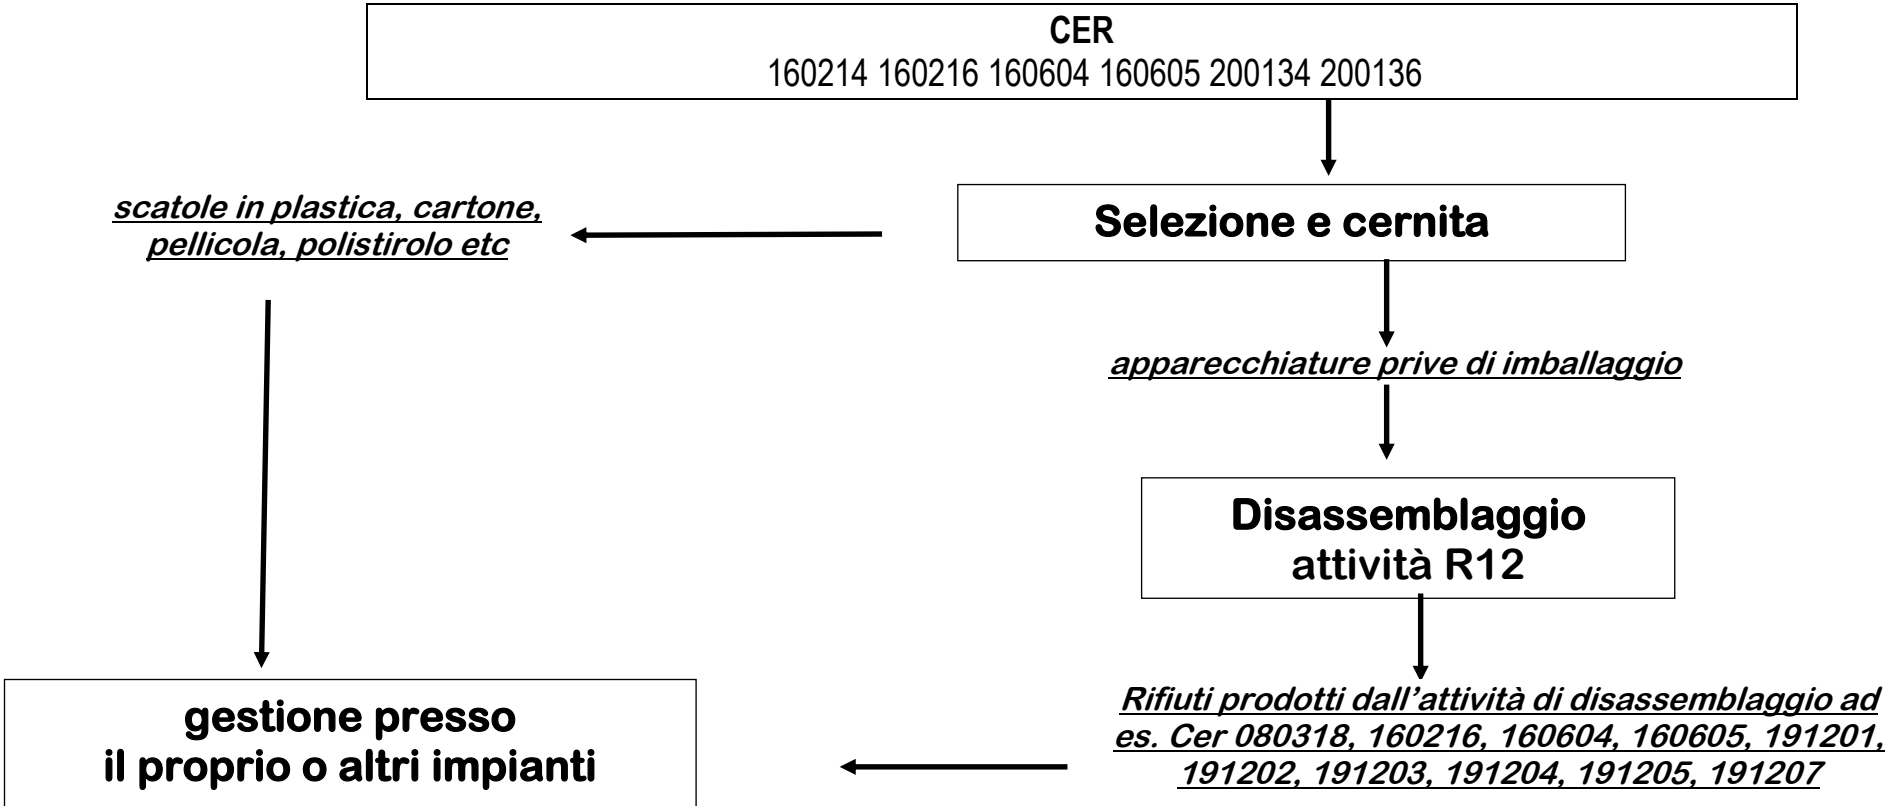 CER
160214 160216 160604 160605 200134 200136
Selezione e cernita
scatole in plastica, cartone,
pellicola, polistirolo etc
apparecchiature prive di imballaggio
Disassemblaggio
attività R12
Rifiuti prodotti dall’attività di disassemblaggio ad
es. Cer 080318, 160216, 160604, 160605, 191201,
191202, 191203, 191204, 191205, 191207
gestione presso
il proprio o altri impianti